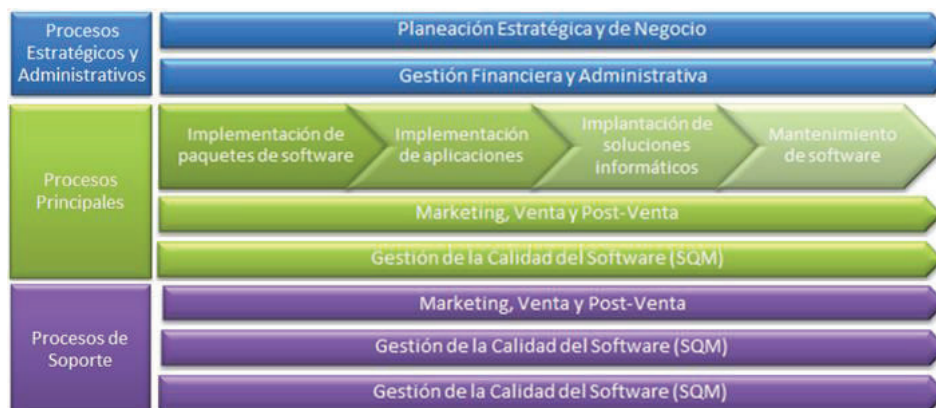 Procesos
Estratégicos y
Administrativos
Planeación Estratégica y de Negocio
Gestión Financiera y Administrativa
Procesos
Principales
Implementación de
paquetes de software
Implementación
de aplicaciones
Implantación de
soluciones
informáticos
Mantenimiento
de software
Marketing, Venta y Post-Venta
Gestión de la Calidad del Software (SQM)
Procesos de
Soporte
Marketing, Venta y Post-Venta
Gestión de la Calidad del Software (SQM)
Gestión de la Calidad del Software (SQM)